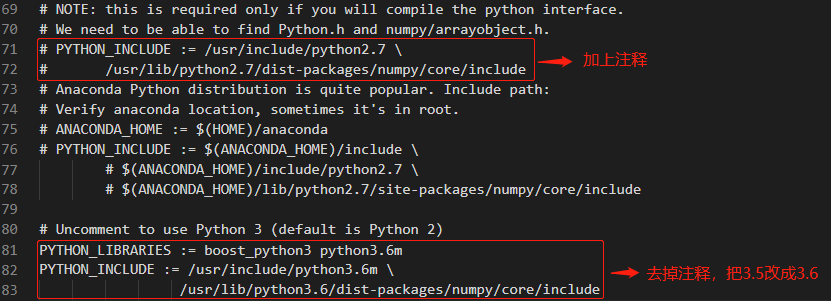 69 # NOTE: this is required only if you will compile the python interface.
70 # We need to be able to find Python.h and numpy/arrayobject.h.
71 # PYTHON_INCLUDE := /usr/include/python2.7 \
72 #       /usr/lib/python2.7/dist-packages/numpy/core/include
加上注释
73 # Anaconda Python distribution is quite popular. Include path:
74 # Verify anaconda location, sometimes it's in root.
75 # ANACONDA_HOME := $(HOME)/anaconda
76 # PYTHON_INCLUDE := $(ANACONDA_HOME)/include \
77         # $(ANACONDA_HOME)/include/python2.7 \
78         # $(ANACONDA_HOME)/lib/python2.7/site-packages/numpy/core/include
79
80 # Uncomment to use Python 3 (default is Python 2)
81 PYTHON_LIBRARIES := boost_python3 python3.6m
82 PYTHON_INCLUDE := /usr/include/python3.6m \
83                 /usr/lib/python3.6/dist-packages/numpy/core/include
去掉注释，把3.5改成3.6